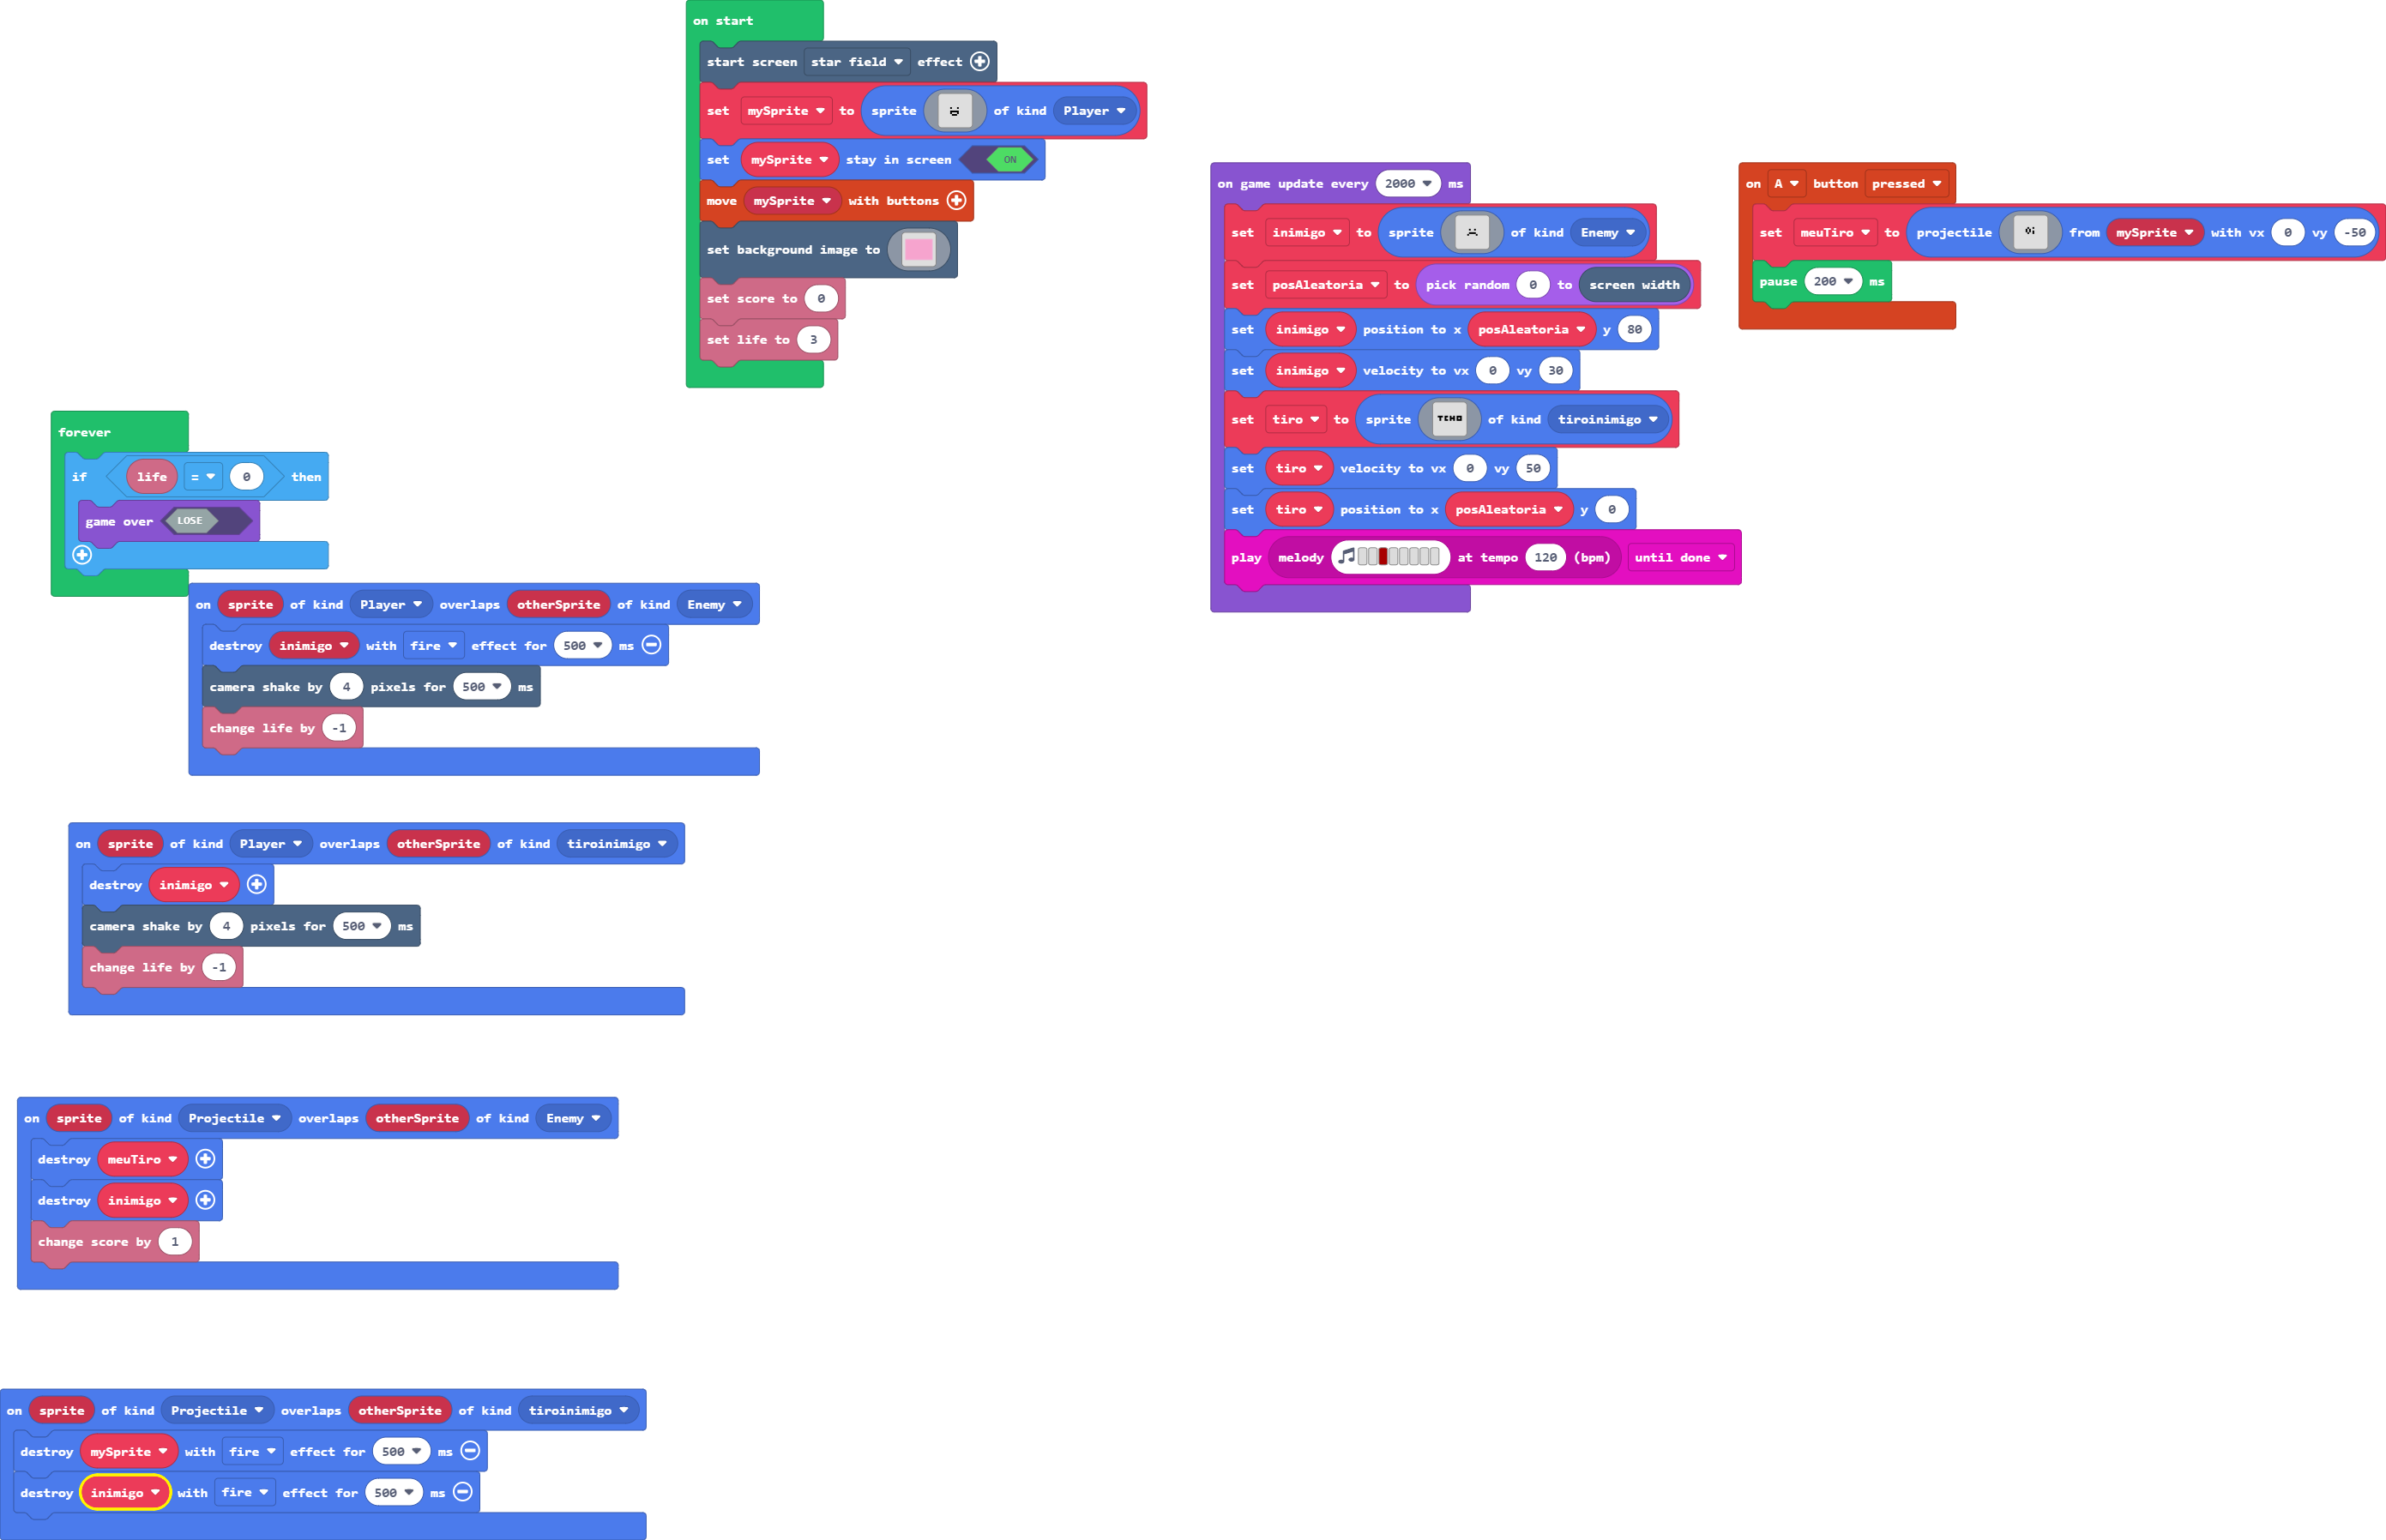 on start
start screen star field effect
set mySprite to sprite of kind Player
set mySprite stay in screen ON
move mySprite with buttons
set background image to
set score to 0
set life to 3
forever
if life = 0 then
game over LOSE
on sprite of kind Player overlaps otherSprite of kind Enemy
destroy inimigo with fire effect for 500 ms
camera shake by 4 pixels for 500 ms
change life by -1
on sprite of kind Player overlaps otherSprite of kind tiroinimigo
destroy inimigo
camera shake by 4 pixels for 500 ms
change life by -1
on sprite of kind Projectile overlaps otherSprite of kind Enemy
destroy meuTiro
destroy inimigo
change score by 1
on sprite of kind Projectile overlaps otherSprite of kind tiroinimigo
destroy mySprite with fire effect for 500 ms
destroy inimigo with fire effect for 500 ms
on game update every 2000 ms
set inimigo to sprite of kind Enemy
set posAleatoria to pick random 0 to screen width
set inimigo position to x posAleatoria y 80
set inimigo velocity to vx 0 vy 30
set tiro to sprite of kind tiroinimigo
set tiro velocity to vx 0 vy 50
set tiro position to x posAleatoria y 0
play melody at tempo 120 (bpm) until done
on A button pressed
set meuTiro to projectile from mySprite with vx 0 vy -50
pause 200 ms